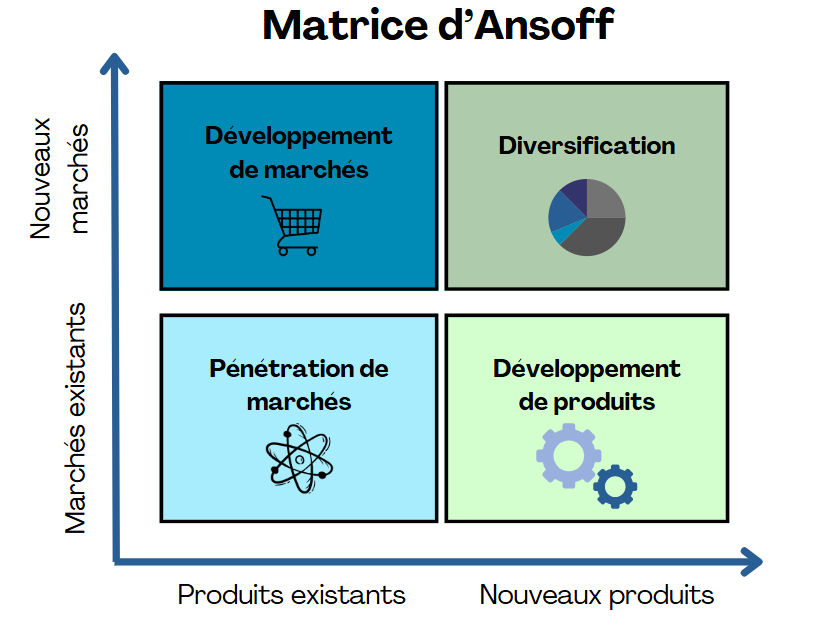 Matrice d’Ansoff
Nouveaux
marchés
Développement
de marchés
Diversification
Marchés existants
Pénétration de
marchés
Développement
de produits
Produits existants
Nouveaux produits